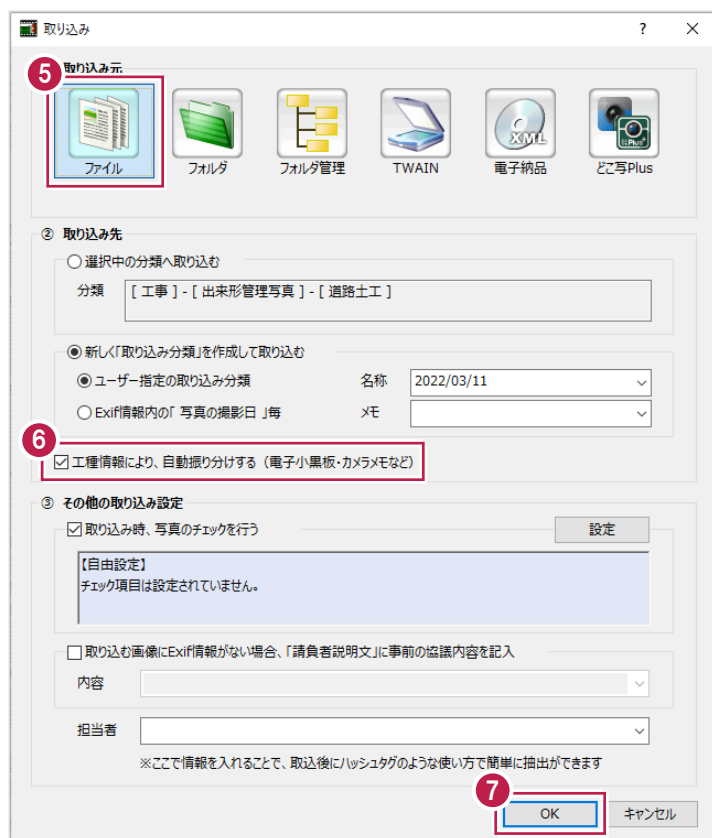 取り込み
? ×
5 取り込み元
ファイル フォルダ フォルダ管理 TWAIN 電子納品 どこ写Plus
XML
Plus
② 取り込み先
選択中の分類へ取り込む
分類 [ 工事 ] - [ 出来形管理写真 ] - [ 道路土工 ]
新しく「取り込み分類」を作成して取り込む
ユーザー指定の取り込み分類 名称 2022/03/11
Exif情報内の「 写真の撮影日 」毎 メモ
6
工種情報により、自動振り分けする（電子小黒板・カメラメモなど）
③ その他の取り込み設定
取り込み時、写真のチェックを行う 設定
【自由設定】
チェック項目は設定されていません。
取り込む画像にExif情報がない場合、「請負者説明文」に事前の協議内容を記入
内容
担当者
※ここで情報を入れることで、取込後にハッシュタグのような使い方で簡単に抽出ができます
7
OK キャンセル